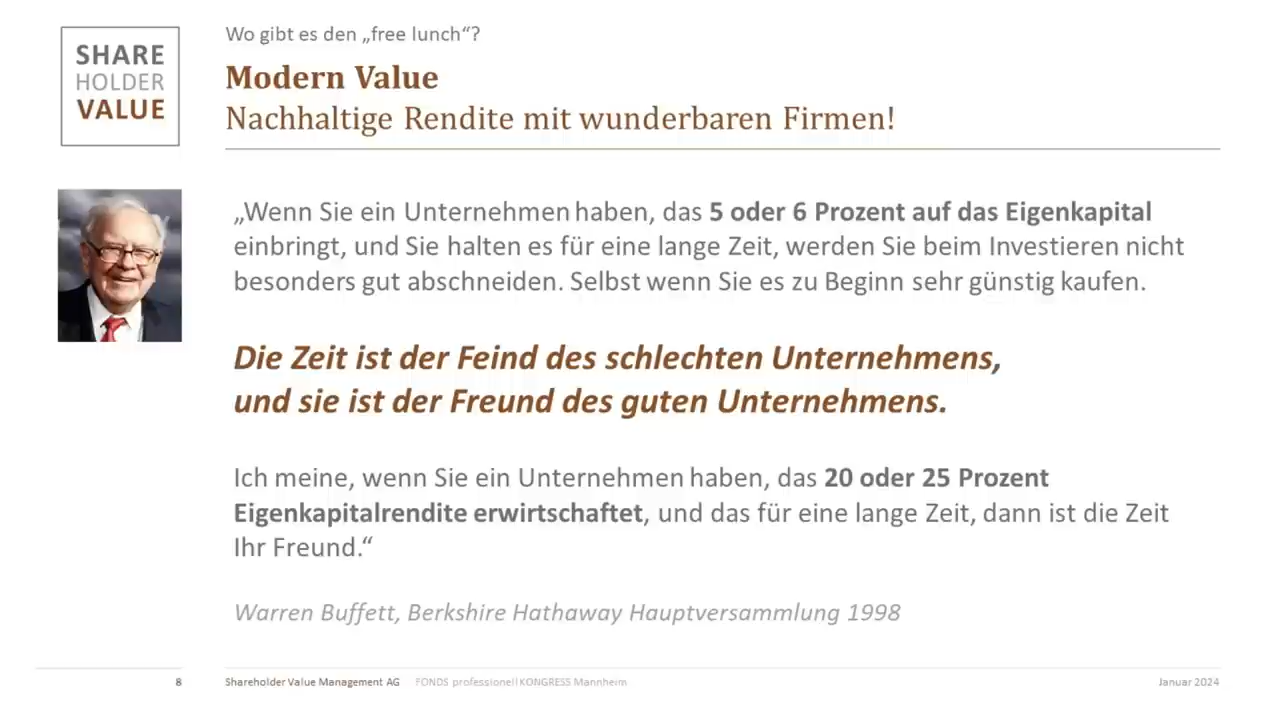 SHARE
HOLDER
VALUE
Wo gibt es den „free lunch“?
Modern Value
Nachhaltige Rendite mit wunderbaren Firmen!
„Wenn Sie ein Unternehmen haben, das 5 oder 6 Prozent auf das Eigenkapital
einbringt, und Sie halten es für eine lange Zeit, werden Sie beim Investieren nicht
besonders gut abschneiden. Selbst wenn Sie es zu Beginn sehr günstig kaufen.
Die Zeit ist der Feind des schlechten Unternehmens,
und sie ist der Freund des guten Unternehmens.
Ich meine, wenn Sie ein Unternehmen haben, das 20 oder 25 Prozent
Eigenkapitalrendite erwirtschaftet, und das für eine lange Zeit, dann ist die Zeit
Ihr Freund.“
Warren Buffett, Berkshire Hathaway Hauptversammlung 1998
8 Shareholder Value Management AG FONDS professionell KONGRESS Mannheim Januar 2024